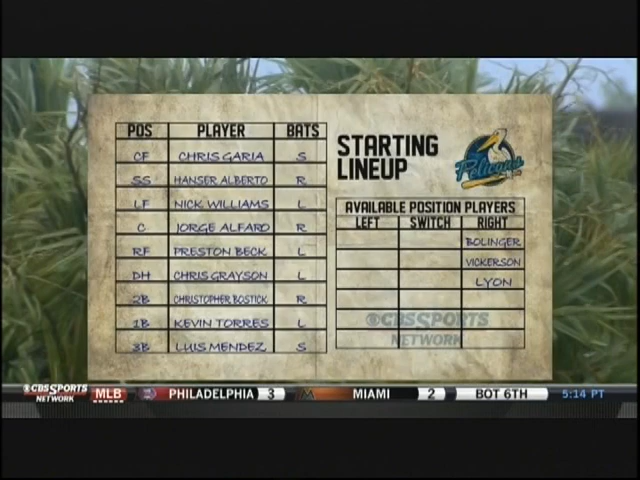 POS PLAYER BATS
CF CHRIS GARIA S
SS HANSER ALBERTO R
LF NICK WILLIAMS L
C JORGE ALFARO R
RF PRESTON BECK L
DH CHRIS GRAYSON L
2B CHRISTOPHER BOSTICK R
1B KEVIN TORRES L
3B LUIS MENDEZ S
STARTING
LINEUP
Pelicans
AVAILABLE POSITION PLAYERS
LEFT SWITCH RIGHT
BOLINGER
VICKERSON
LYON
CBS SPORTS
NETWORK
CBS SPORTS
NETWORK
MLB PHILADELPHIA 3 MIAMI 2 BOT 6TH 5:14 PT